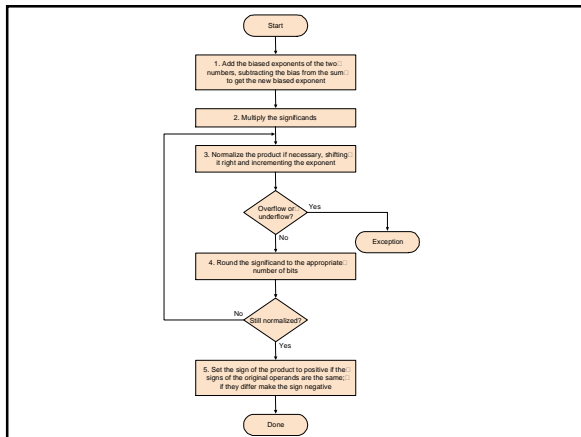 Start
1. Add the biased exponents of the two
numbers, subtracting the bias from the sum
to get the new biased exponent
2. Multiply the significands
3. Normalize the product if necessary, shifting
it right and incrementing the exponent
Overflow or
underflow?
Yes
No
Exception
4. Round the significand to the appropriate
number of bits
No
Still normalized?
Yes
5. Set the sign of the product to positive if the
signs of the original operands are the same;
if they differ make the sign negative
Done